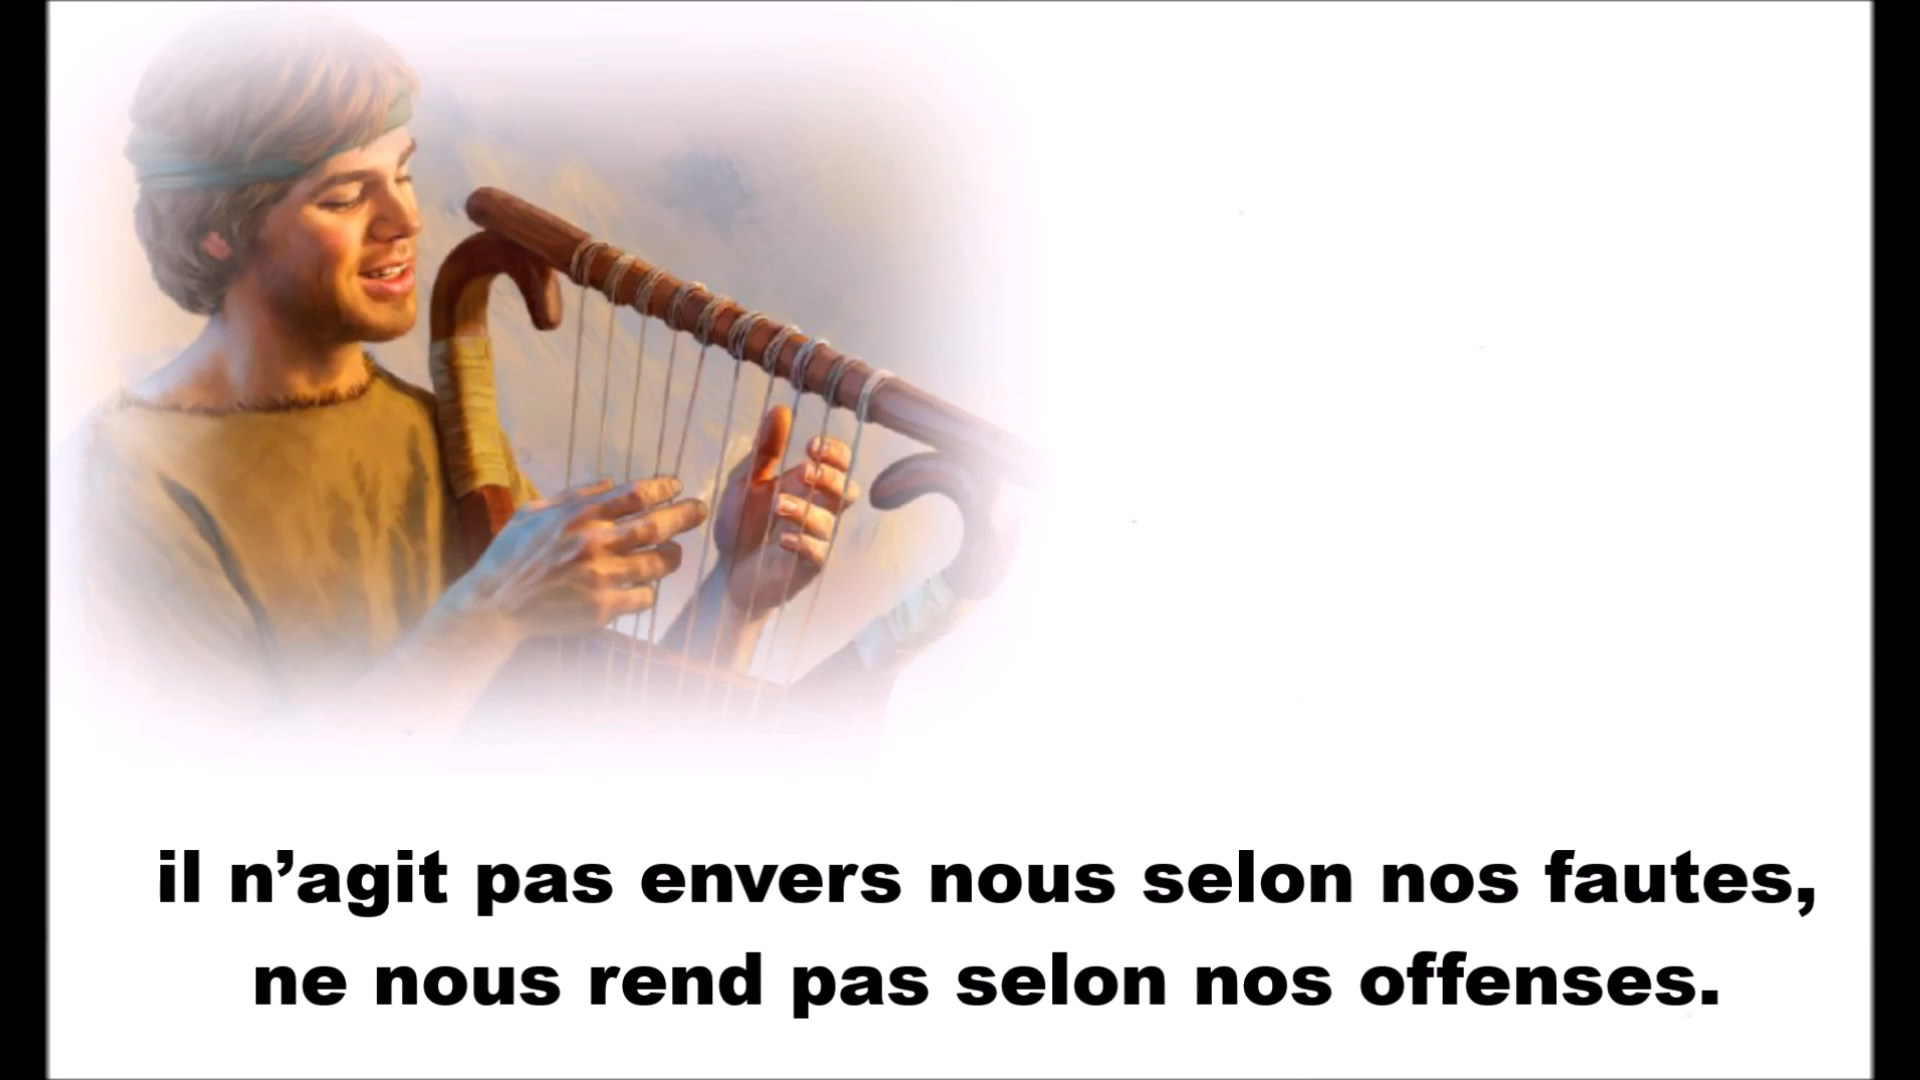 il n’agit pas envers nous selon nos fautes,
ne nous rend pas selon nos offenses.